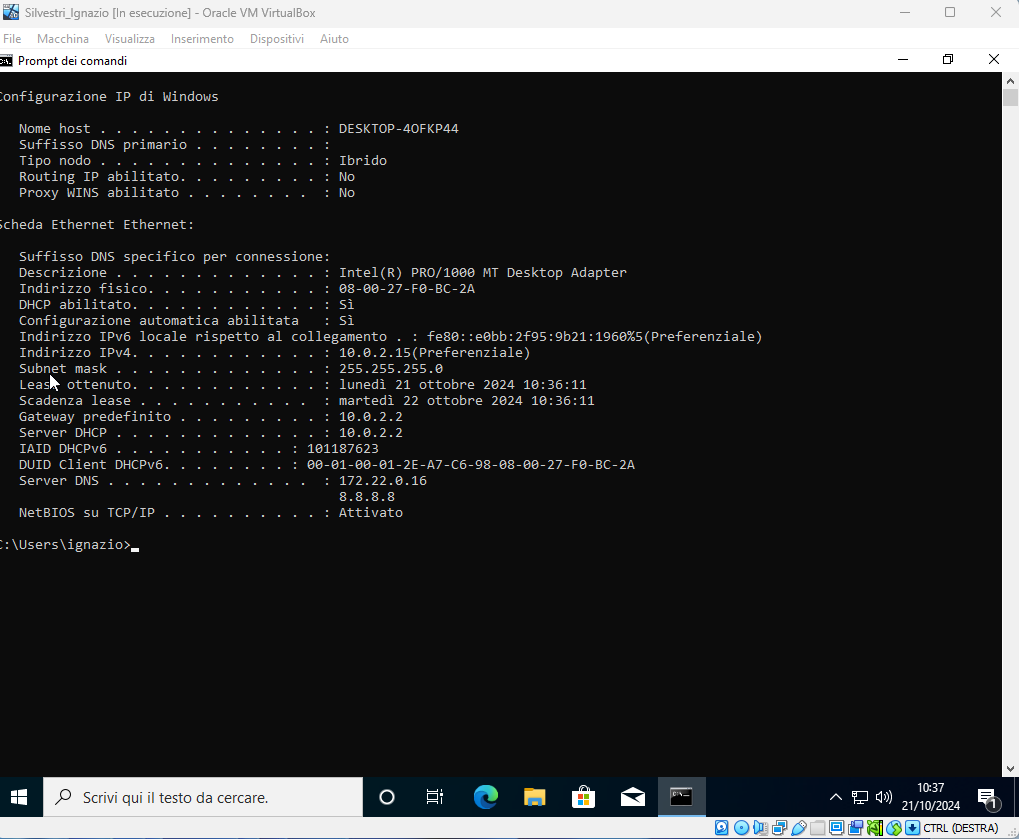 Silvestri_Ignazio [In esecuzione] - Oracle VM VirtualBox
File Macchina Visualizza Inserimento Dispositivi Aiuto
Prompt dei comandi
Configurazione IP di Windows
Nome host . . . . . . . . . . . . . . : DESKTOP-4OFKP44
Suffisso DNS primario . . . . . . . . :
Tipo nodo . . . . . . . . . . . . . . : Ibrido
Routing IP abilitato. . . . . . . . . : No
Proxy WINS abilitato . . . . . . . .  : No
Scheda Ethernet Ethernet:
Suffisso DNS specifico per connessione:
Descrizione . . . . . . . . . . . . . : Intel(R) PRO/1000 MT Desktop Adapter
Indirizzo fisico. . . . . . . . . . . : 08-00-27-F0-BC-2A
DHCP abilitato. . . . . . . . . . . . : Sì
Configurazione automatica abilitata   : Sì
Indirizzo IPv6 locale rispetto al collegamento . : fe80::e0bb:2f95:9b21:1960%5(Preferenziale)
Indirizzo IPv4. . . . . . . . . . . . : 10.0.2.15(Preferenziale)
Subnet mask . . . . . . . . . . . . . : 255.255.255.0
Lease ottenuto. . . . . . . . . . . . : lunedì 21 ottobre 2024 10:36:11
Scadenza lease . . . . . . . . . . .  : martedì 22 ottobre 2024 10:36:11
Gateway predefinito . . . . . . . . . : 10.0.2.2
Server DHCP . . . . . . . . . . . . . : 10.0.2.2
IAID DHCPv6 . . . . . . . . . . . : 101187623
DUID Client DHCPv6. . . . . . . . : 00-01-00-01-2E-A7-C6-98-08-00-27-F0-BC-2A
Server DNS . . . . . . . . . . . . .  : 172.22.0.16
8.8.8.8
NetBIOS su TCP/IP . . . . . . . . . . : Attivato
C:\Users\ignazio>
Scrivi qui il testo da cercare.
10:37
21/10/2024
1
CTRL (DESTRA)